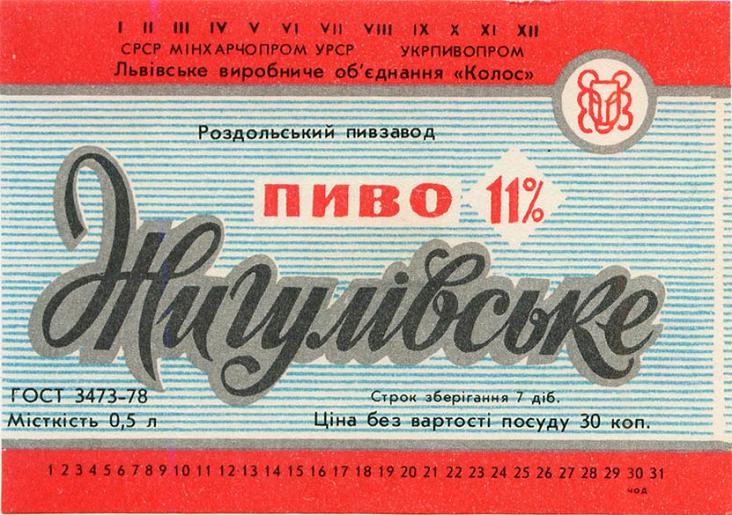 I II III IV V VI VII VIII IX X XI XII
СРСР МІНХАРЧОПРОМ УРСР УКРПИВОПРОМ
Львівське виробниче об'єднання «Колос»
Роздольський пивзавод
ПИВО 11%
Жигулівське
ГОСТ 3473-78
Строк зберігання 7 діб.
Місткість 0,5 л
Ціна без вартості посуду 30 коп.
1 2 3 4 5 6 7 8 9 10 11 12 13 14 15 16 17 18 19 20 21 22 23 24 25 26 27 28 29 30 31
чод